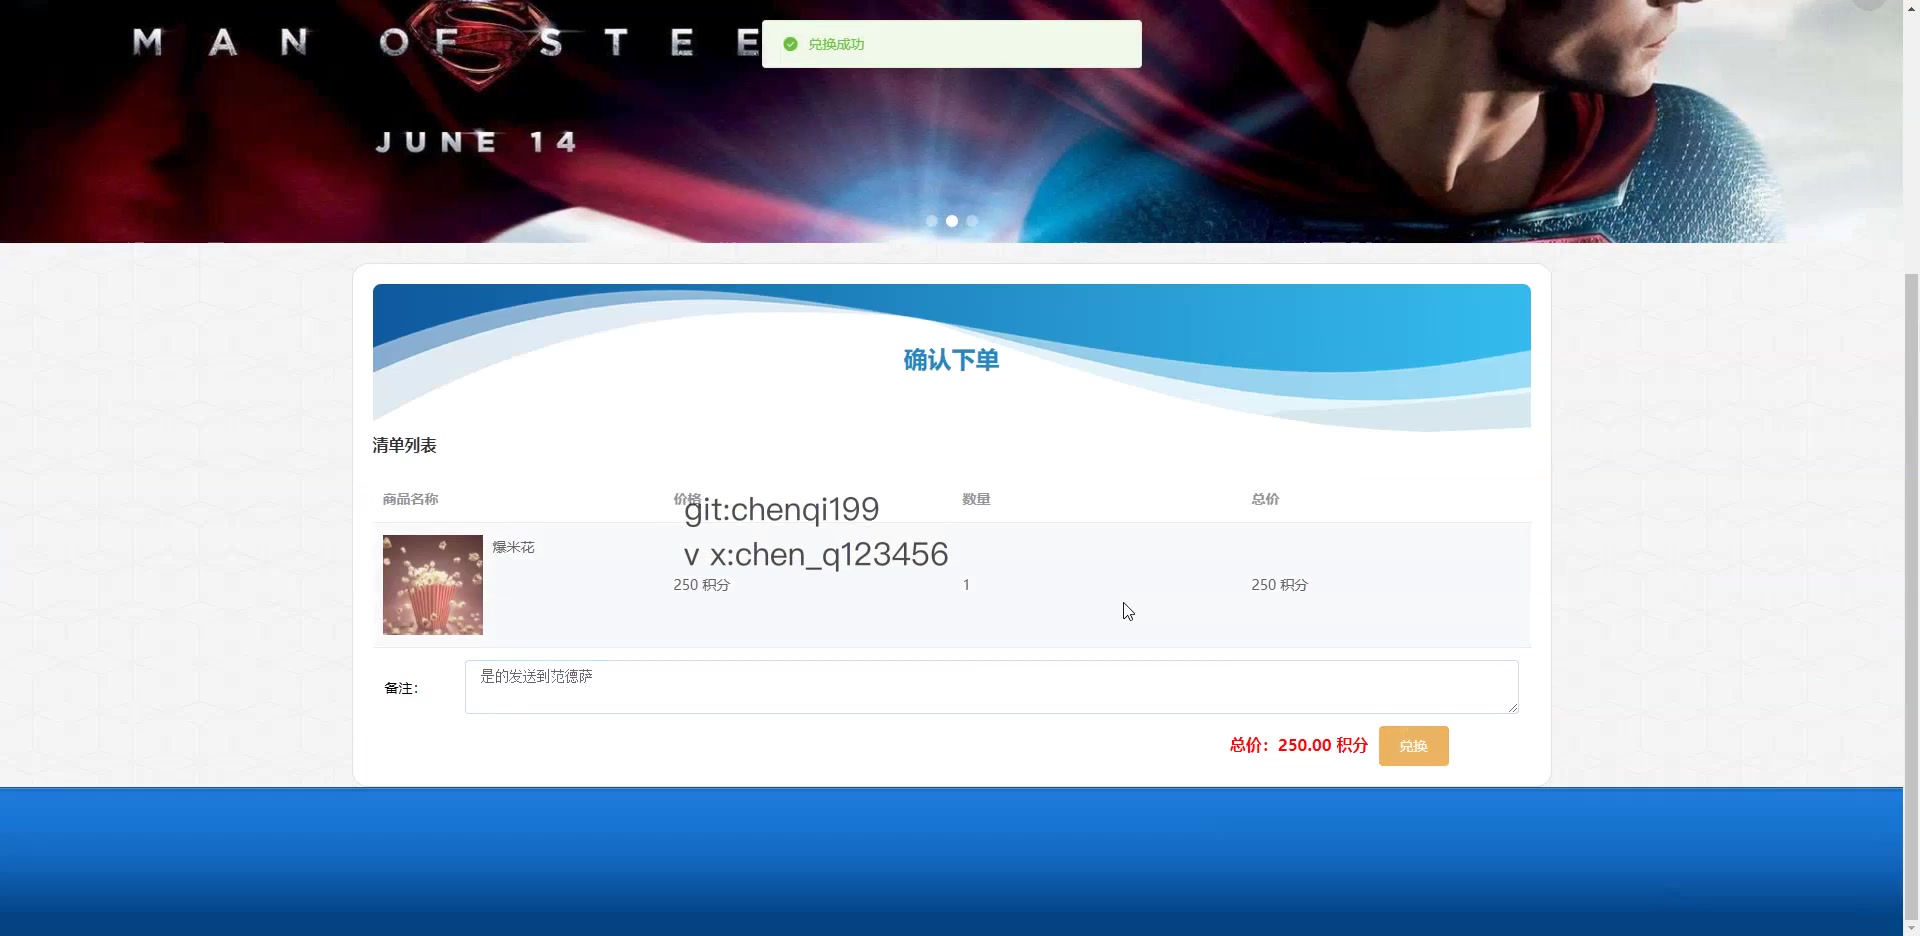 MAN OF STEE
兑换成功
JUNE 14
确认下单
清单列表
商品名称 价格 数量 总价
git:chenqi199
爆米花
v x:chen_q123456
250 积分 1 250 积分
备注: 是的发送到范德萨
总价: 250.00 积分 兑换